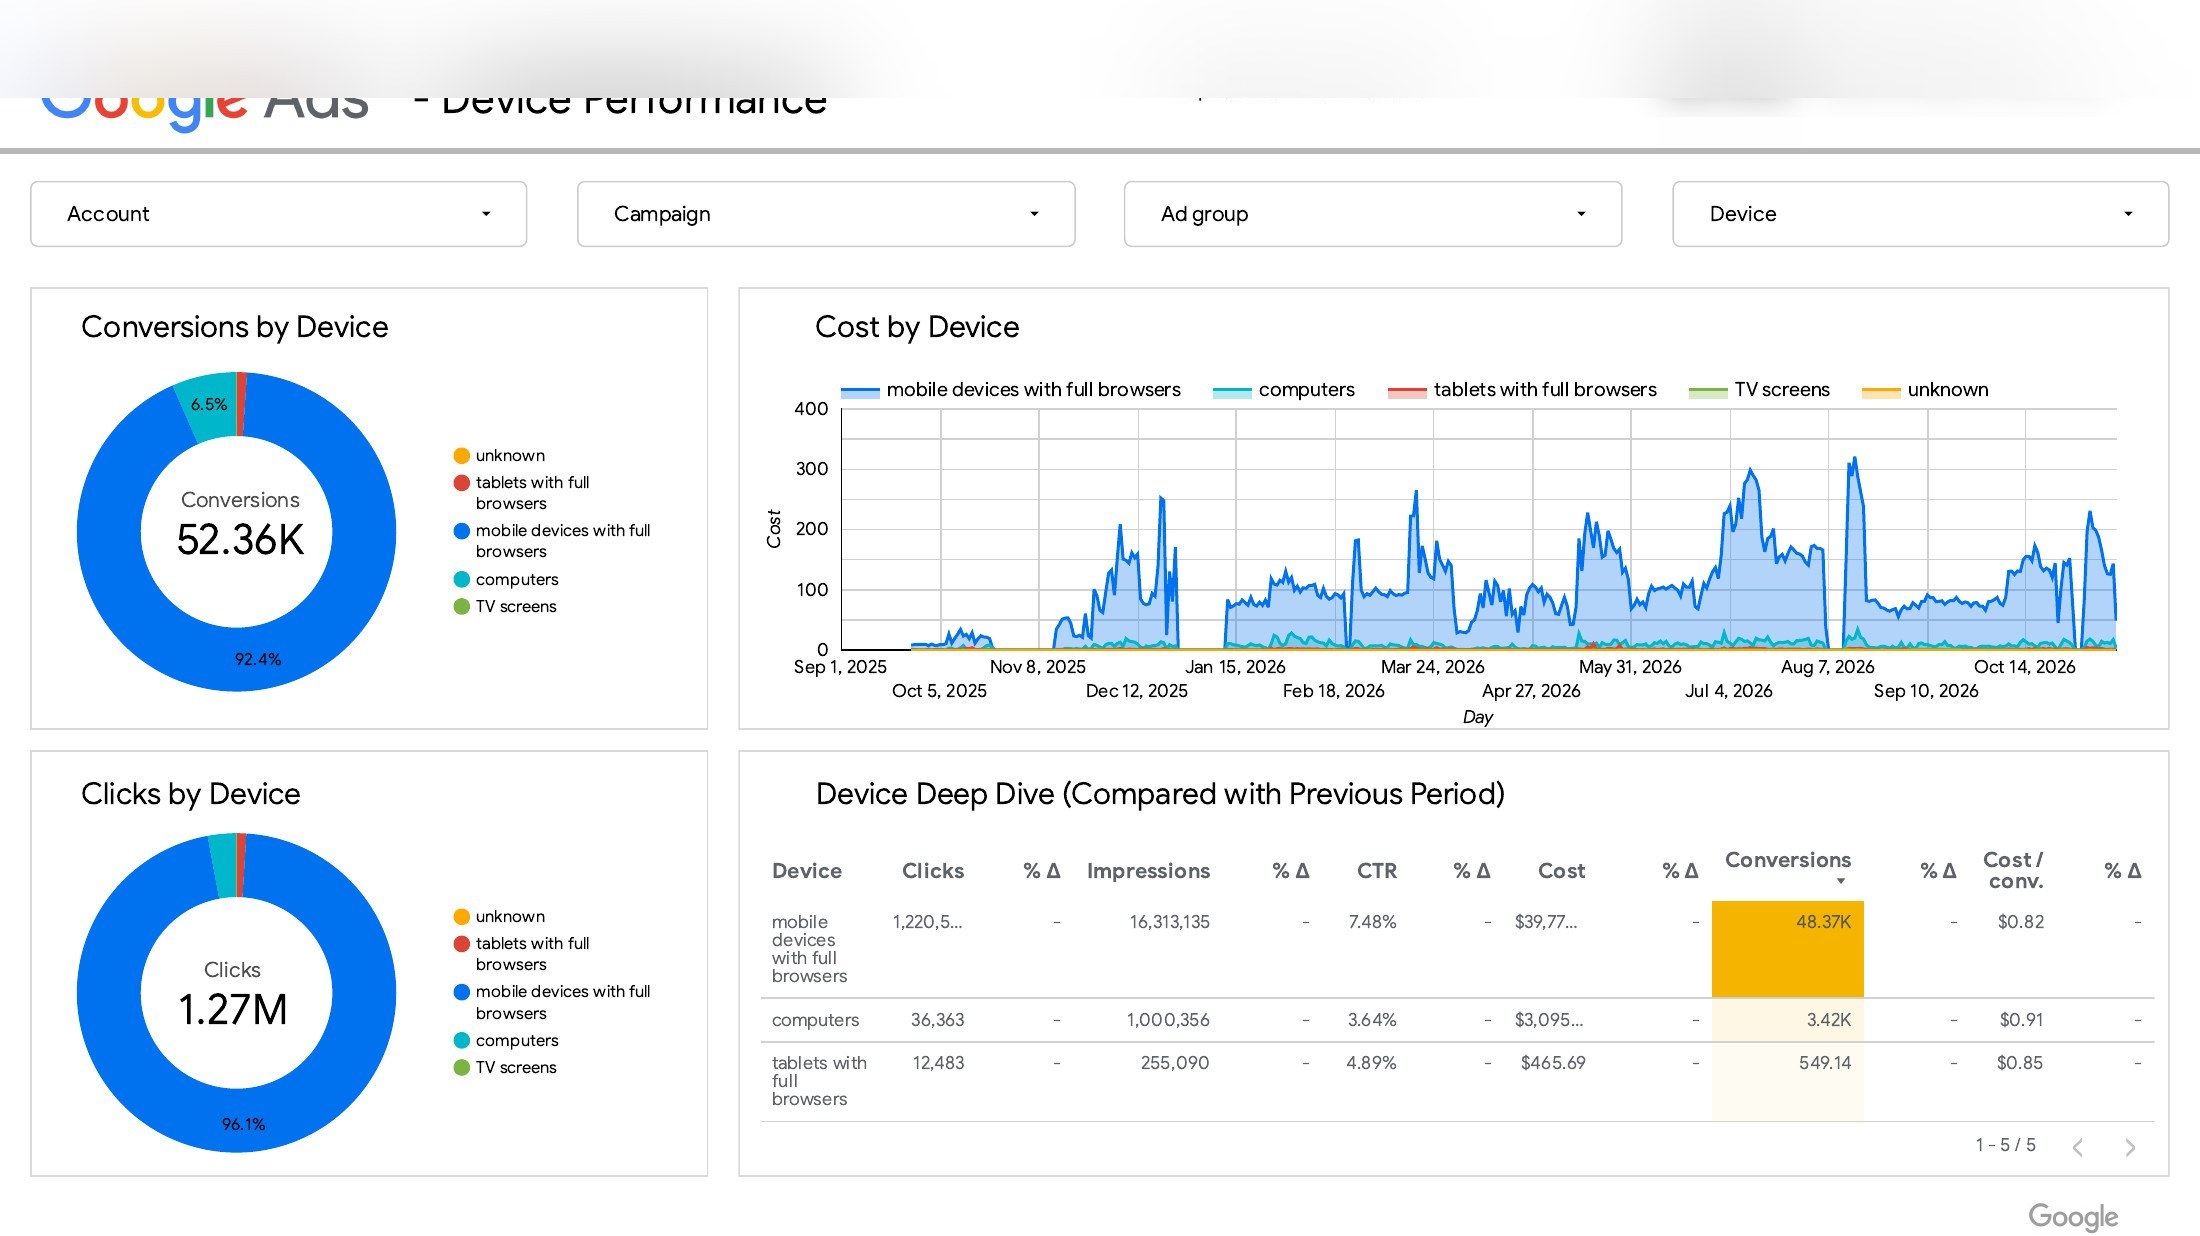 Google Ads - Device Performance
Account
Campaign
Ad group
Device
Conversions by Device
6.5%
Conversions
52.36K
92.4%
unknown
tablets with full
browsers
mobile devices with full
browsers
computers
TV screens
Cost by Device
mobile devices with full browsers
computers
tablets with full browsers
TV screens
unknown
400
300
200
100
0
Cost
Sep 1, 2025
Oct 5, 2025
Nov 8, 2025
Dec 12, 2025
Jan 15, 2026
Feb 18, 2026
Mar 24, 2026
Apr 27, 2026
May 31, 2026
Jul 4, 2026
Aug 7, 2026
Sep 10, 2026
Oct 14, 2026
Day
Clicks by Device
Clicks
1.27M
96.1%
unknown
tablets with full
browsers
mobile devices with full
browsers
computers
TV screens
Device Deep Dive (Compared with Previous Period)
Device Clicks % Δ Impressions % Δ CTR % Δ Cost % Δ Conversions % Δ Cost / conv. % Δ
mobile devices with full browsers 1,220,5... - 16,313,135 - 7.48% - $39,77... - 48.37K - $0.82 -
computers 36,363 - 1,000,356 - 3.64% - $3,095... - 3.42K - $0.91 -
tablets with full browsers 12,483 - 255,090 - 4.89% - $465.69 - 549.14 - $0.85 -
1 - 5 / 5
Google